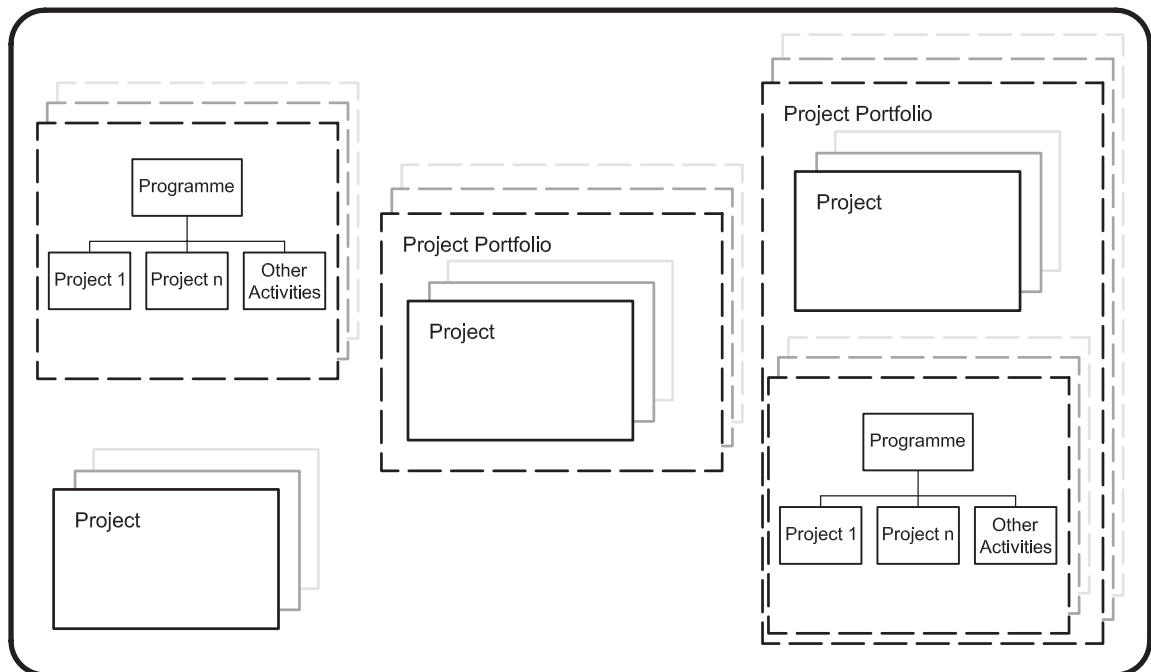 Programme
Project 1
Project n
Other
Activities
Project
Project Portfolio
Project
Project Portfolio
Project
Programme
Project 1
Project n
Other
Activities